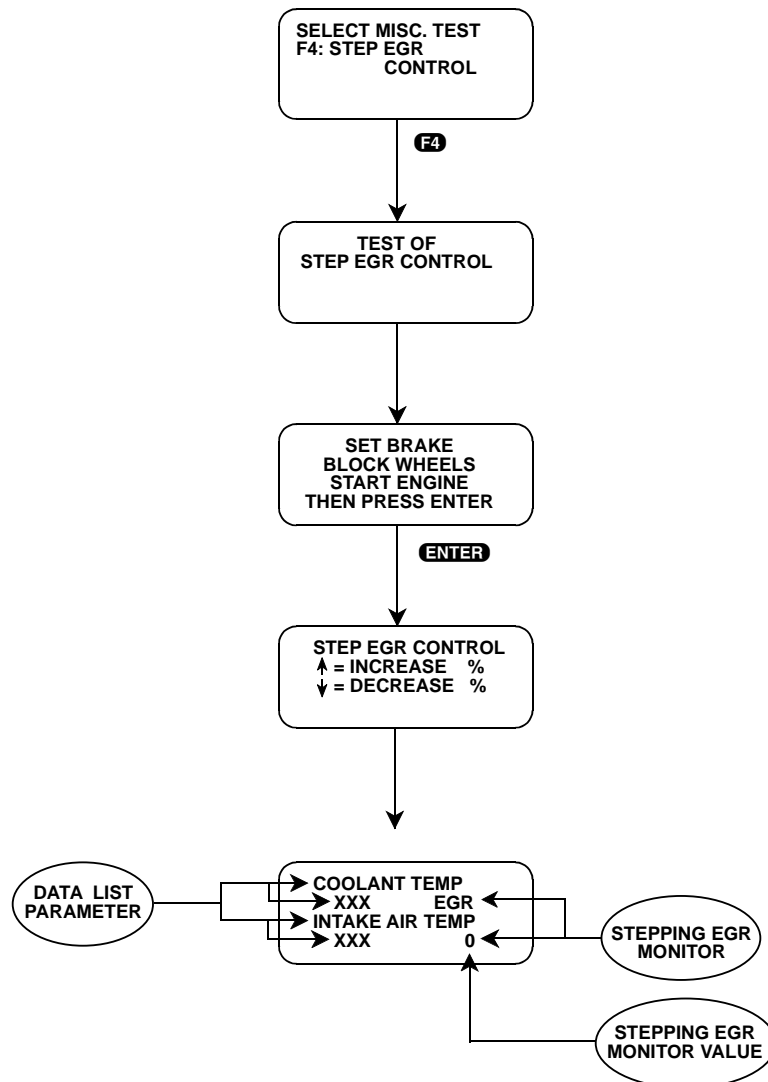 SELECT MISC. TEST
F4: STEP EGR
CONTROL
F4
TEST OF
STEP EGR CONTROL
SET BRAKE
BLOCK WHEELS
START ENGINE
THEN PRESS ENTER
ENTER
STEP EGR CONTROL
↑ = INCREASE %
↓ = DECREASE %
DATA LIST
PARAMETER
COOLANT TEMP
XXX EGR
INTAKE AIR TEMP
XXX 0
STEPPING EGR
MONITOR
STEPPING EGR
MONITOR VALUE